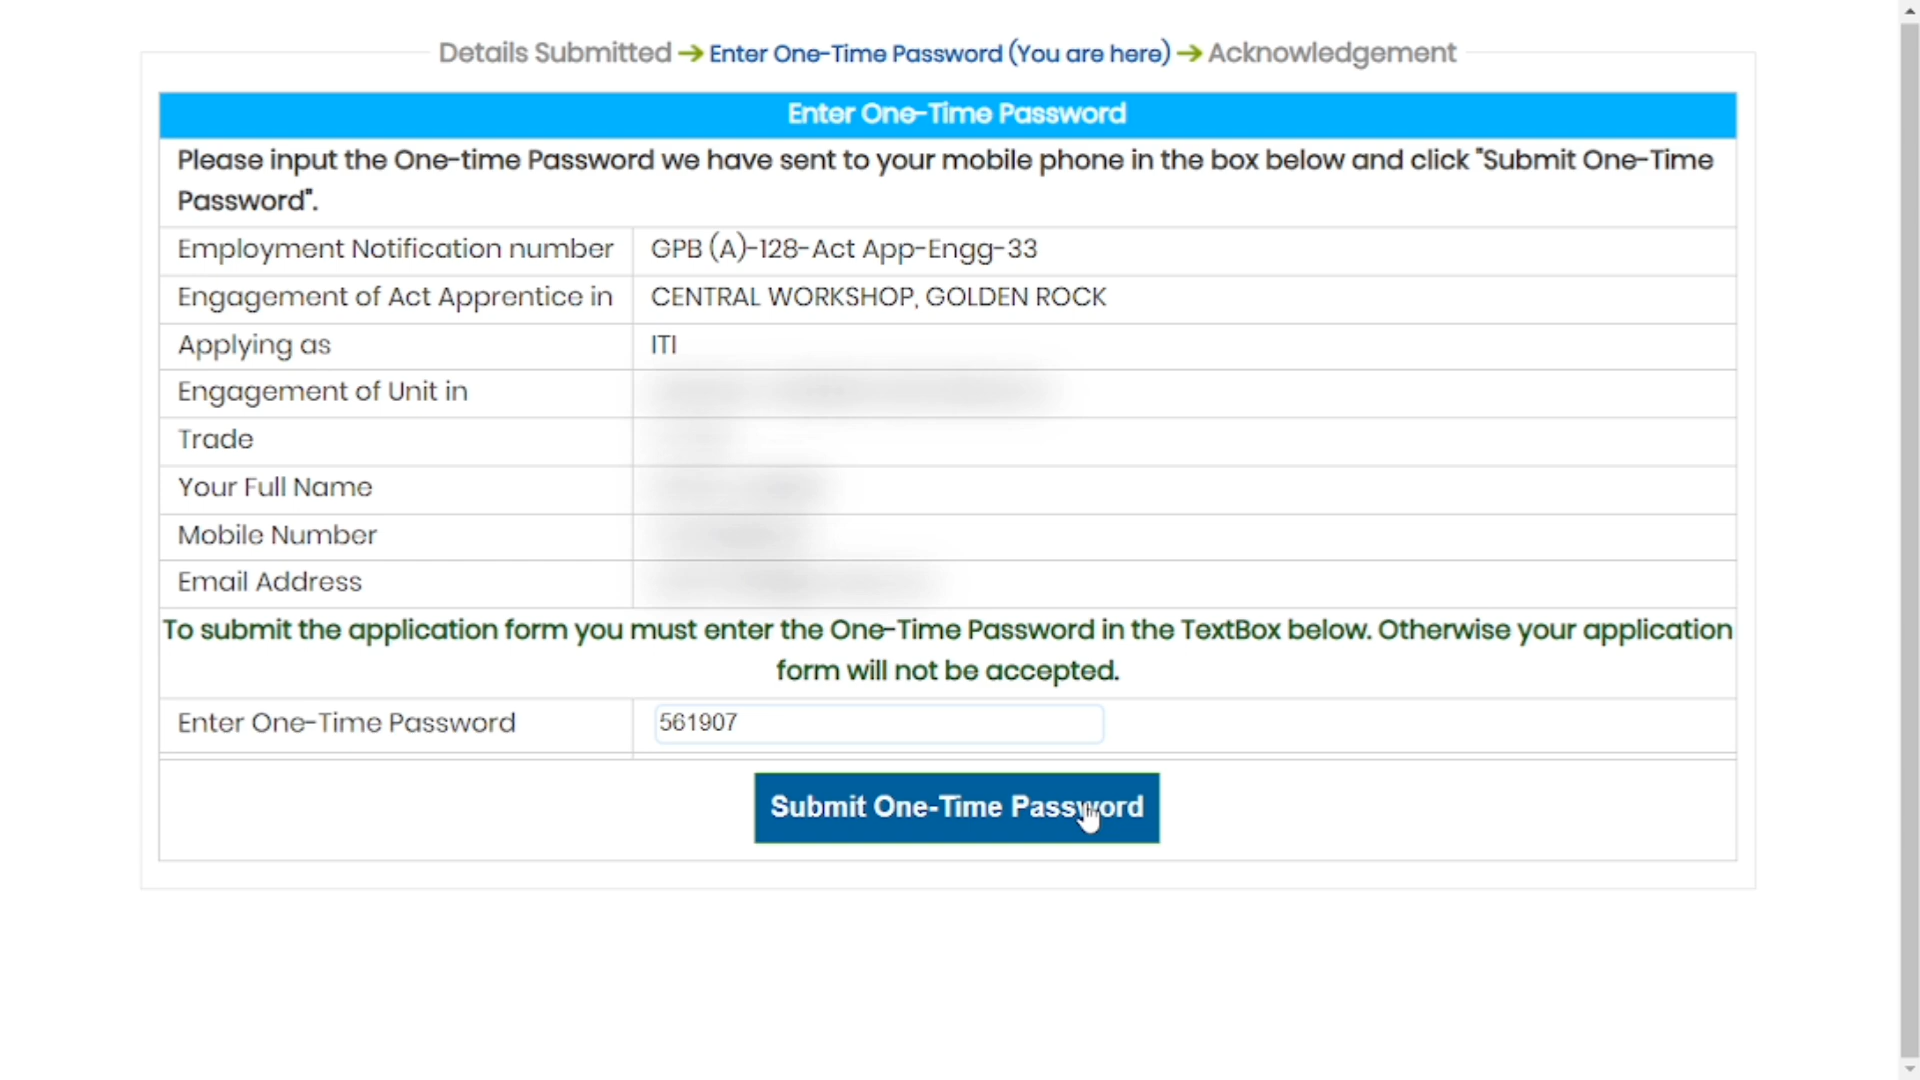 Details Submitted → Enter One-Time Password (You are here) → Acknowledgement
Enter One-Time Password
Please input the One-time Password we have sent to your mobile phone in the box below and click "Submit One-Time
Password".
Employment Notification number GPB (A)-128-Act App-Engg-33
Engagement of Act Apprentice in CENTRAL WORKSHOP, GOLDEN ROCK
Applying as ITI
Engagement of Unit in
Trade
Your Full Name
Mobile Number
Email Address
To submit the application form you must enter the One-Time Password in the TextBox below. Otherwise your application
form will not be accepted.
Enter One-Time Password 561907
Submit One-Time Password